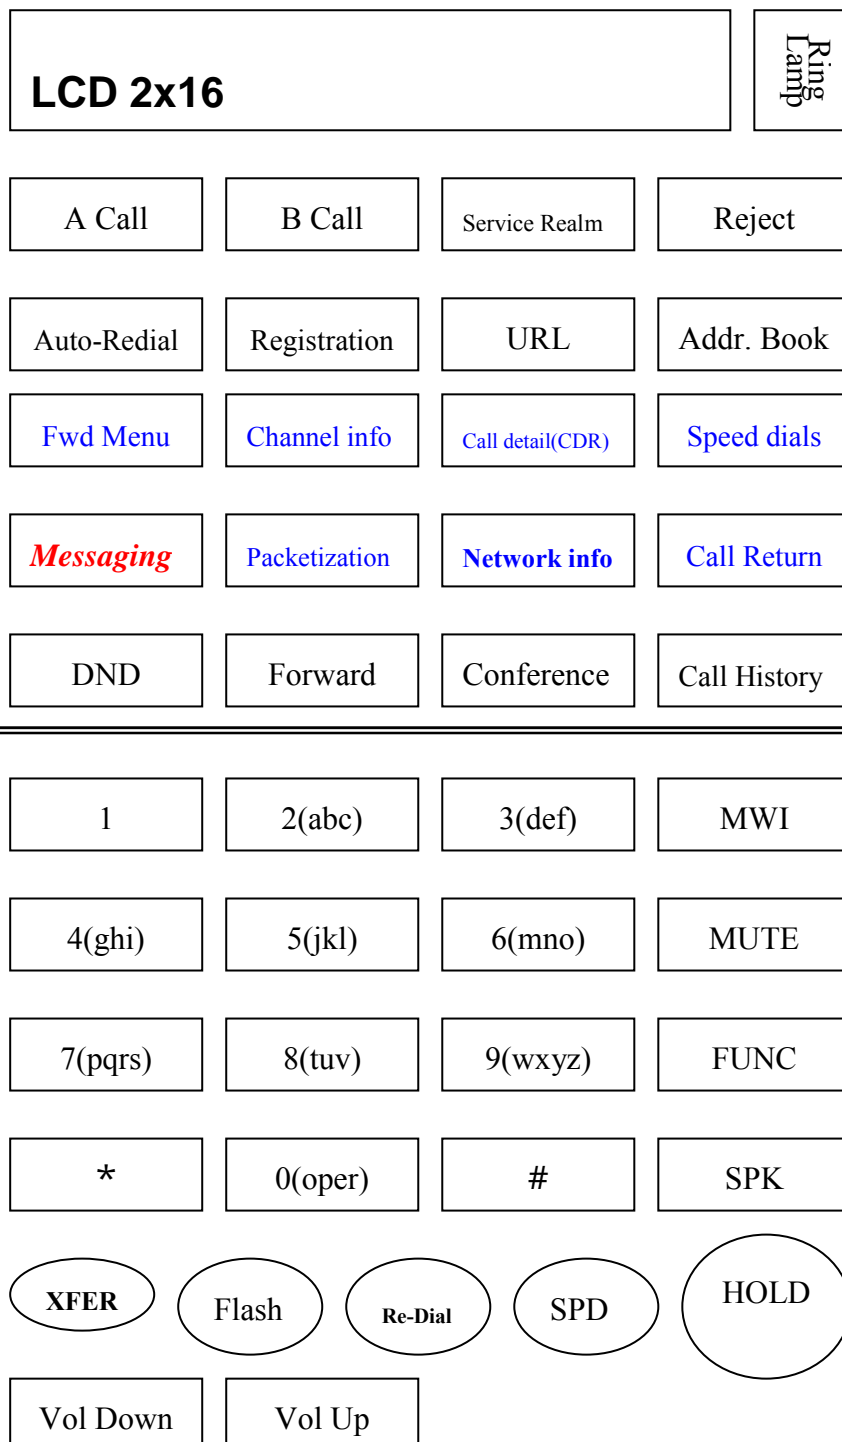 LCD 2x16
Ring
Lamp
A Call
B Call
Service Realm
Reject
Auto-Redial
Registration
URL
Addr. Book
Fwd Menu
Channel info
Call detail(CDR)
Speed dials
Messaging
Packetization
Network info
Call Return
DND
Forward
Conference
Call History
1
2(abc)
3(def)
MWI
4(ghi)
5(jkl)
6(mno)
MUTE
7(pqrs)
8(tuv)
9(wxyz)
FUNC
*
0(oper)
#
SPK
XFER
Flash
Re-Dial
SPD
HOLD
Vol Down
Vol Up